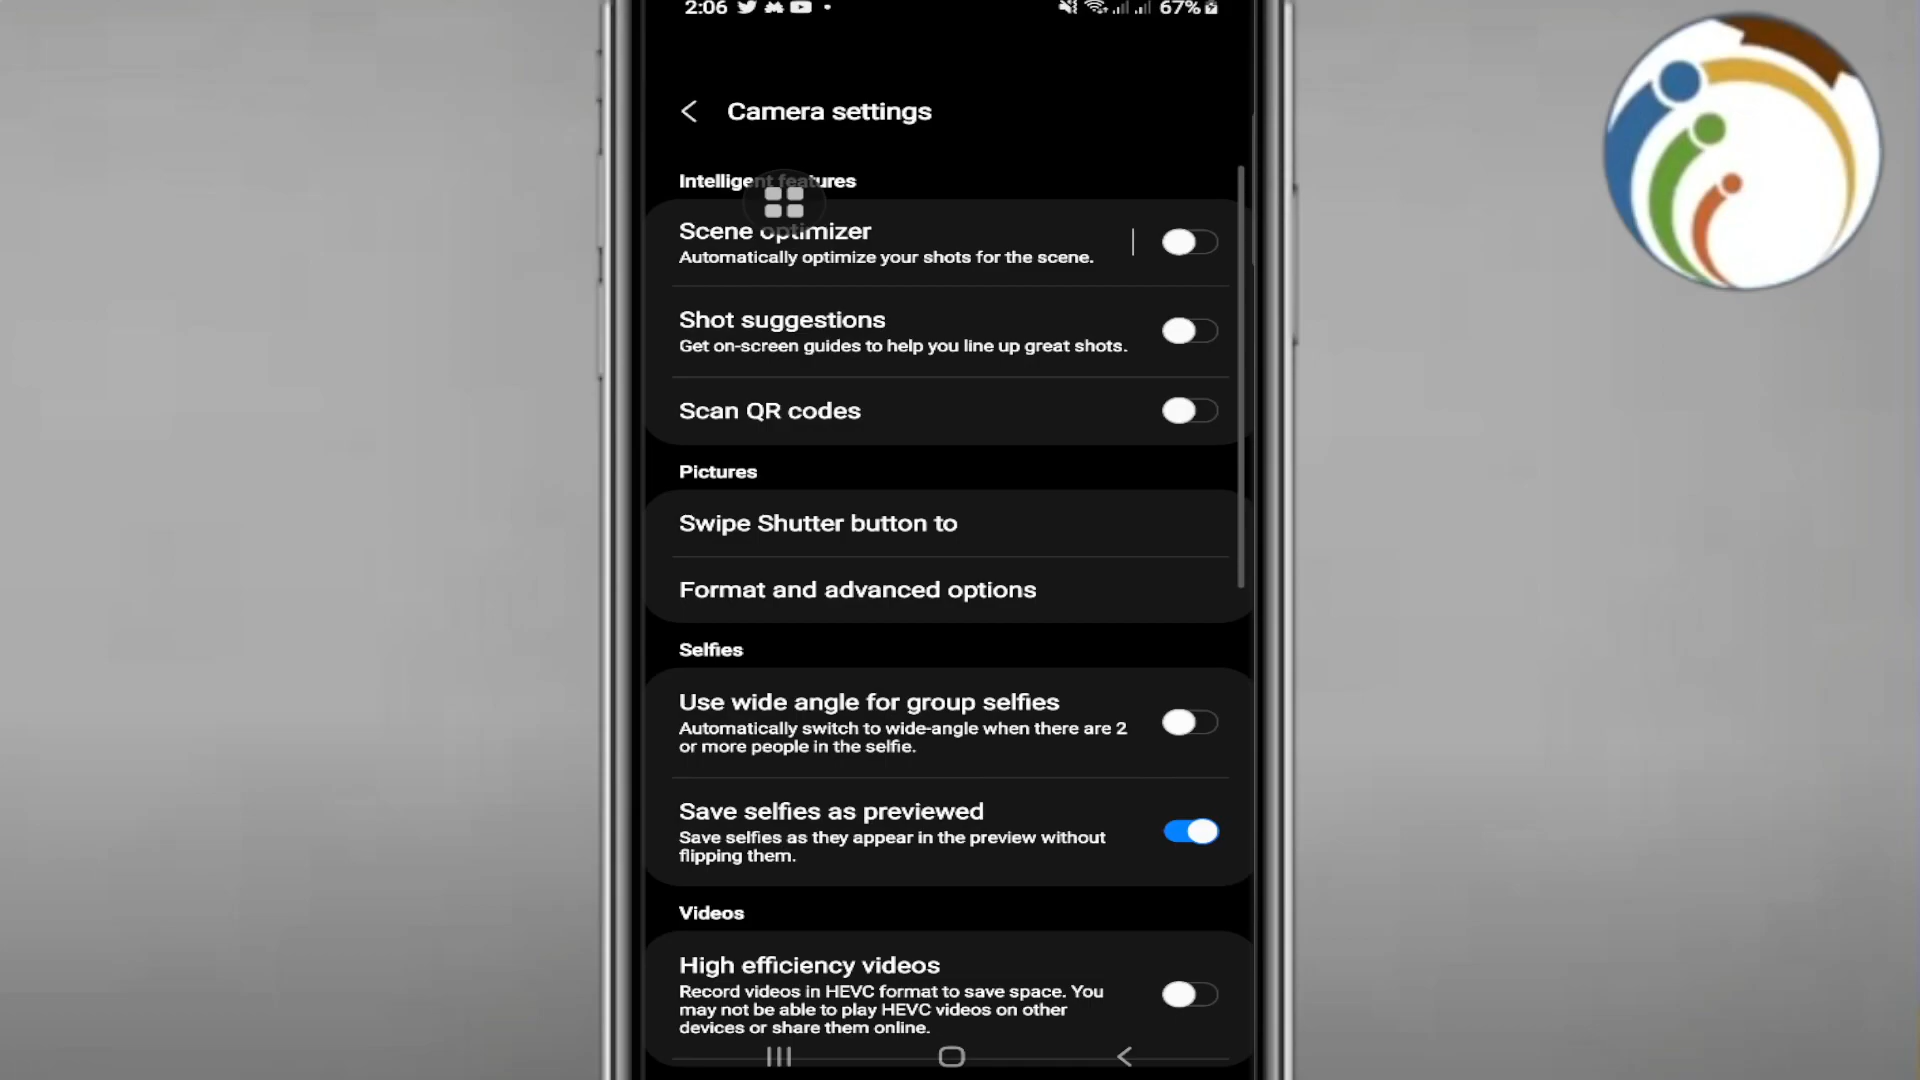 2:06
67%
Camera settings
Intelligent features
Scene optimizer
Automatically optimize your shots for the scene.
Shot suggestions
Get on-screen guides to help you line up great shots.
Scan QR codes
Pictures
Swipe Shutter button to
Format and advanced options
Selfies
Use wide angle for group selfies
Automatically switch to wide-angle when there are 2
or more people in the selfie.
Save selfies as previewed
Save selfies as they appear in the preview without
flipping them.
Videos
High efficiency videos
Record videos in HEVC format to save space. You
may not be able to play HEVC videos on other
devices or share them online.